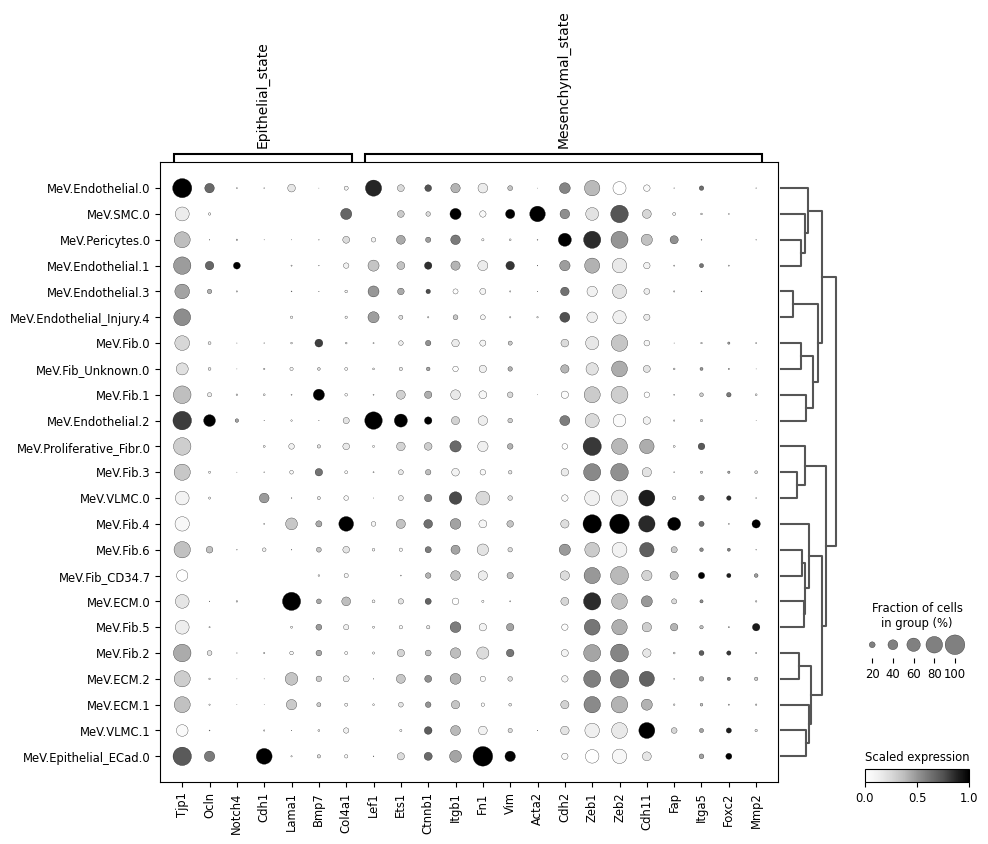 Epithelial_state
Mesenchymal_state
MeV.Endothelial.0
MeV.SMC.0
MeV.Pericytes.0
MeV.Endothelial.1
MeV.Endothelial.3
MeV.Endothelial_Injury.4
MeV.Fib.0
MeV.Fib_Unknown.0
MeV.Fib.1
MeV.Endothelial.2
MeV.Proliferative_Fibr.0
MeV.Fib.3
MeV.VLMC.0
MeV.Fib.4
MeV.Fib.6
MeV.Fib_CD34.7
MeV.ECM.0
MeV.Fib.5
MeV.Fib.2
MeV.ECM.2
MeV.ECM.1
MeV.VLMC.1
MeV.Epithelial_ECad.0
Tjp1
Ocln
Notch4
Cdh1
Lama1
Bmp7
Col4a1
Lef1
Ets1
Ctnnb1
Itgb1
Fn1
Vim
Acta2
Cdh2
Zeb1
Zeb2
Cdh11
Fap
Itga5
Foxc2
Mmp2
Fraction of cells
in group (%)
20 40 60 80 100
Scaled expression
0.0 0.5 1.0